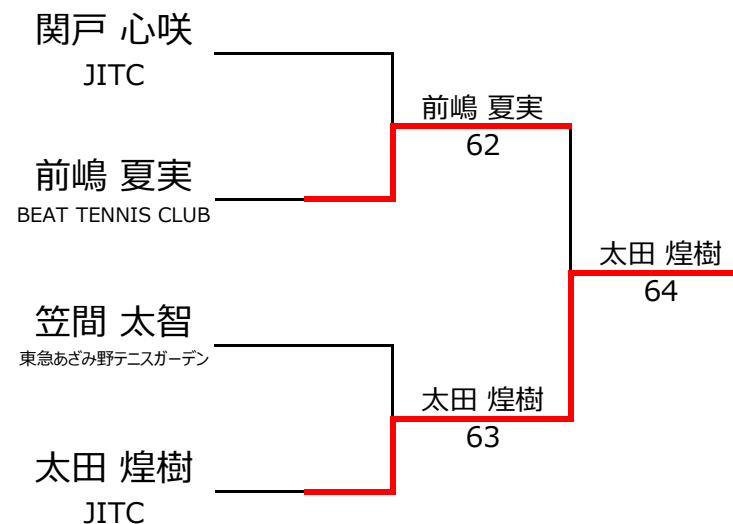 関戸 心咲
JITC
前嶋 夏実
62
前嶋 夏実
BEAT TENNIS CLUB
太田 煌樹
64
笠間 太智
東急あざみ野テニスガーデン
太田 煌樹
63
太田 煌樹
JITC